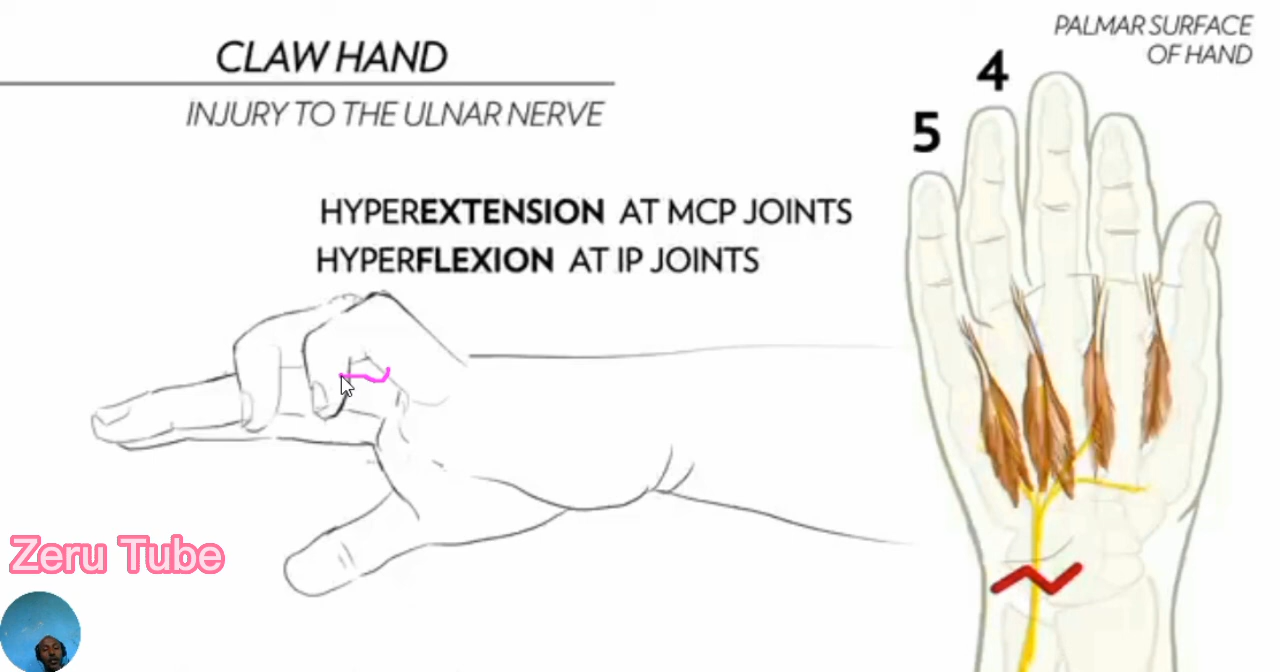 CLAW HAND
INJURY TO THE ULNAR NERVE
HYPEREXTENSION AT MCP JOINTS
HYPERFLEXION AT IP JOINTS
PALMAR SURFACE
OF HAND
4
5
Zeru Tube